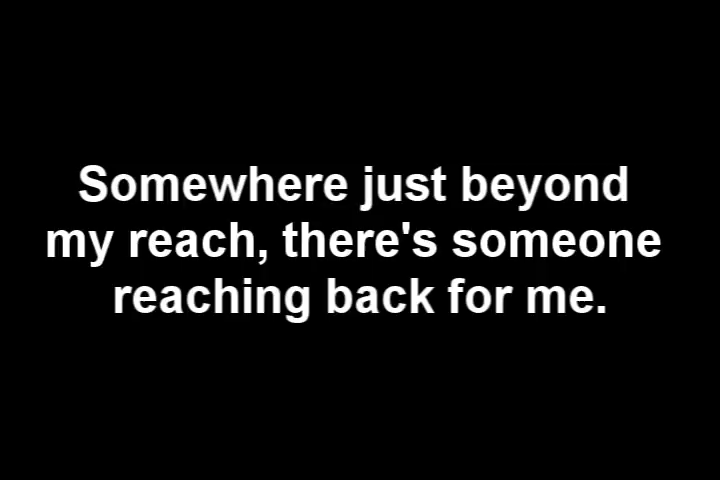 Somewhere just beyond
my reach, there's someone
reaching back for me.